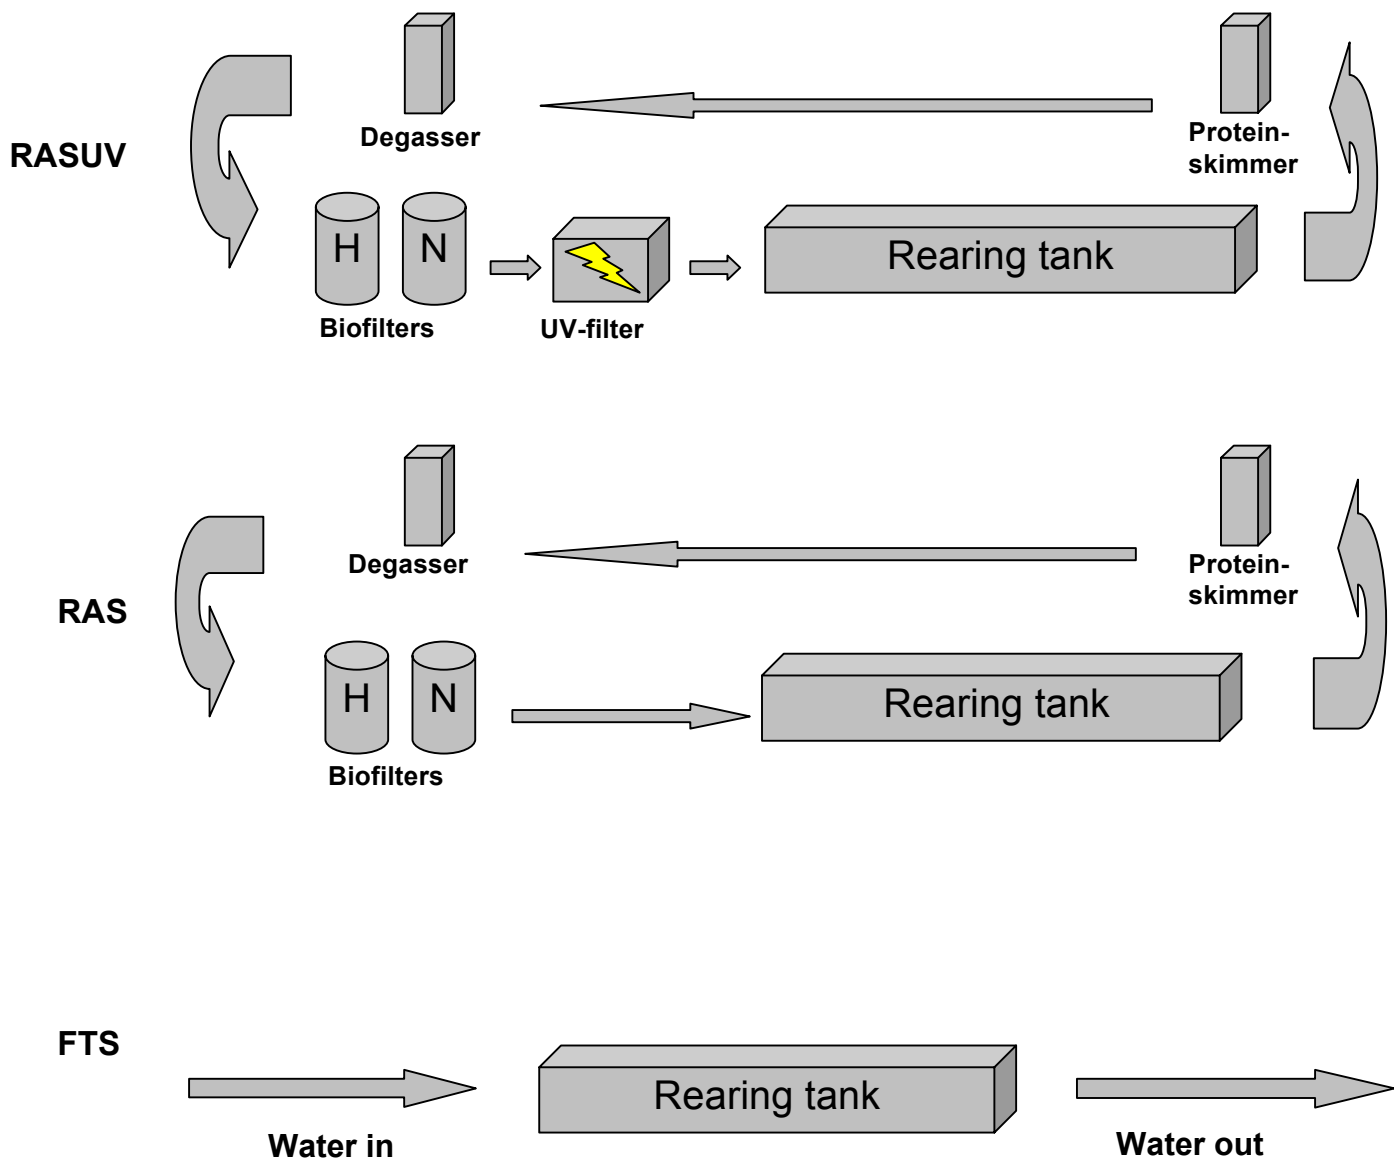 RASUV
Degasser
Protein-
skimmer
H
N
Rearing tank
Biofilters
UV-filter
RAS
Degasser
Protein-
skimmer
H
N
Rearing tank
Biofilters
FTS
Rearing tank
Water in
Water out